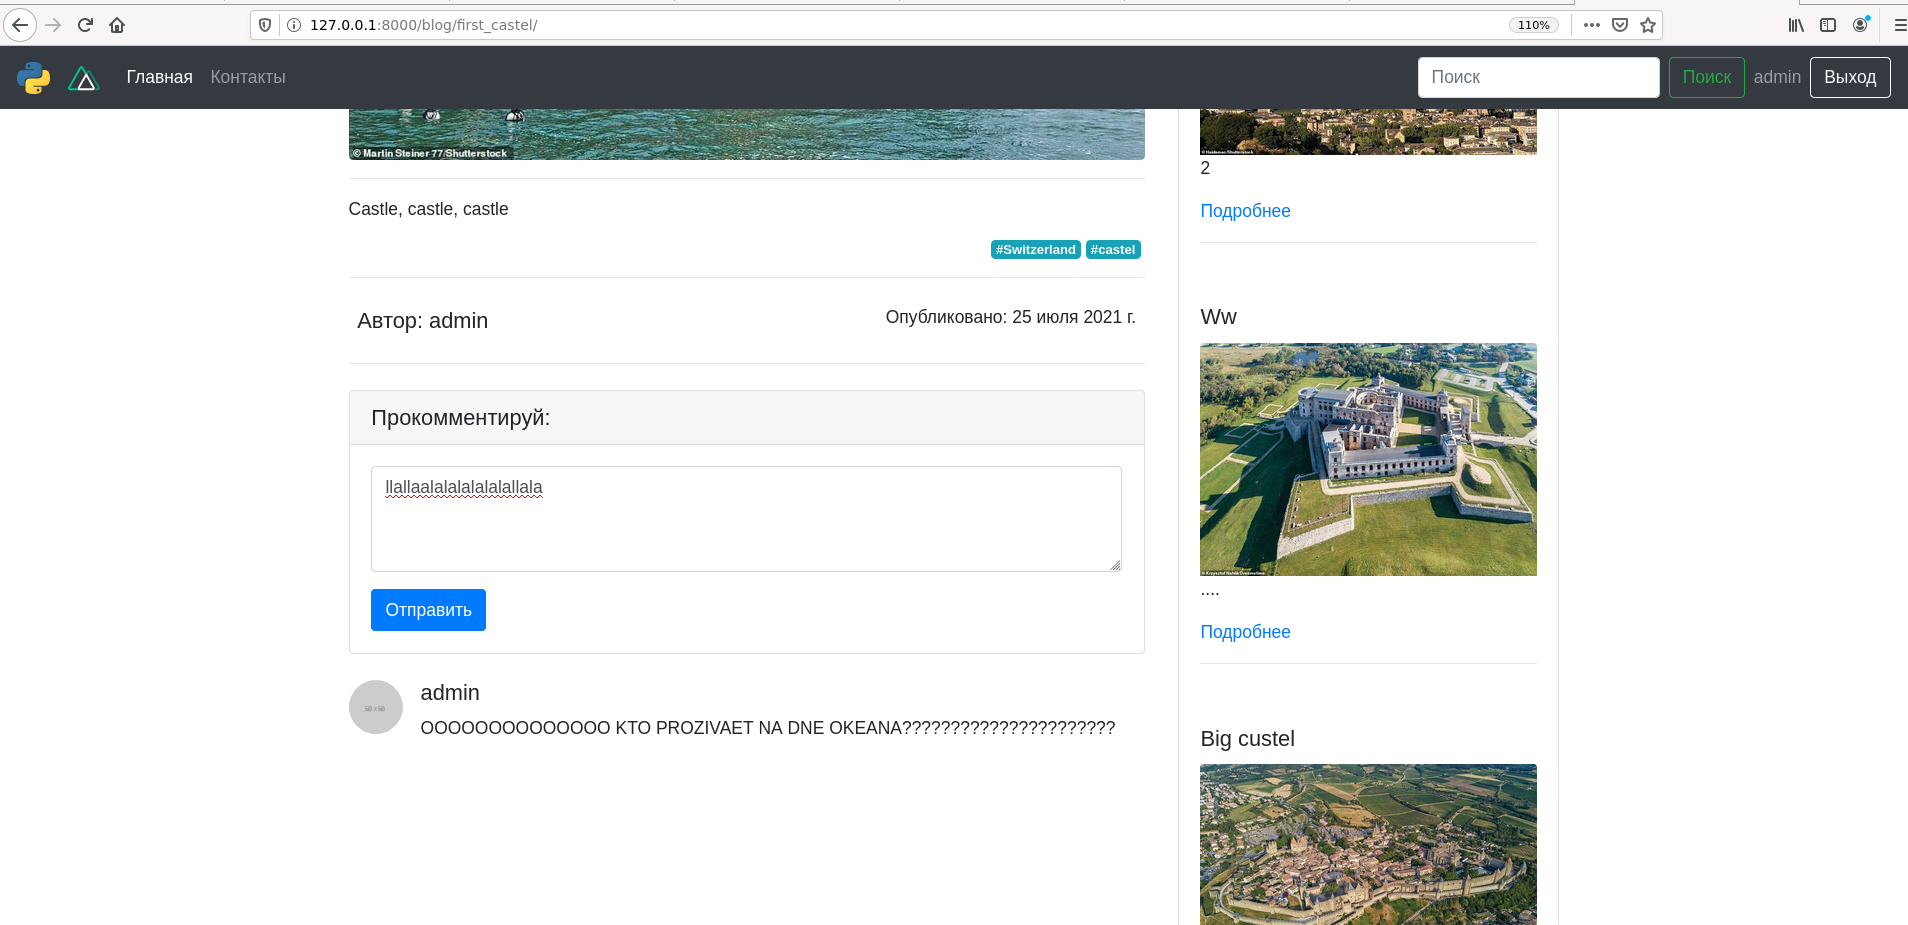 127.0.0.1:8000/blog/first_castel/
110%
Главная Контакты
Поиск
Поиск
admin
Выход
© Martin Steiner 77/Shutterstock
Castle, castle, castle
#Switzerland #castel
Автор: admin
Опубликовано: 25 июля 2021 г.
Прокомментируй:
llallaalalalalalalallala
Отправить
admin
OOOOOOOOOOOOOO KTO PROZIVAET NA DNE OKEANA??????????????????????
2
Подробнее
Ww
....
Подробнее
Big custel